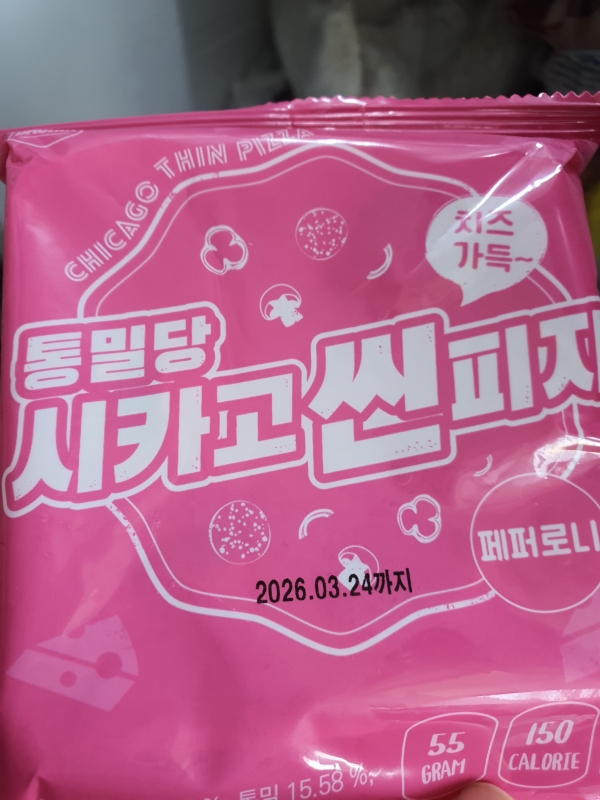 CHICAGO THIN PIZZA
치즈
가득~
통밀당
시카고씬피자
페퍼로니
2026.03.24까지
55
GRAM
150
CALORIE
통밀 15.58 %,